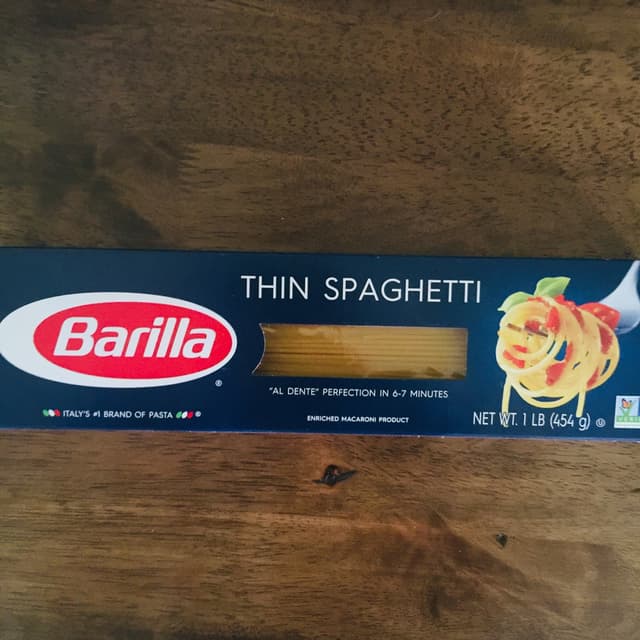 THIN SPAGHETTI
Barilla
®
"AL DENTE" PERFECTION IN 6-7 MINUTES
ITALY'S #1 BRAND OF PASTA ®
ENRICHED MACARONI PRODUCT
NET WT. 1 LB (454 g) U